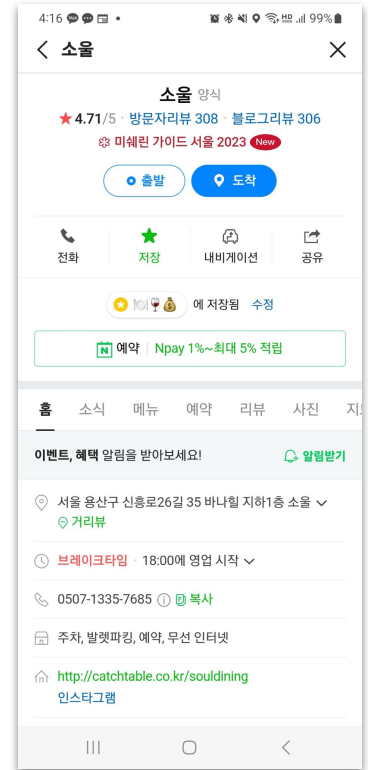 4:16 99%
소울
소울 양식
4.71/5 · 방문자리뷰 308 · 블로그리뷰 306
미쉐린 가이드 서울 2023 New
출발 도착
전화 저장 내비게이션 공유
에 저장됨 수정
N 예약 Npay 1%~최대 5% 적립
홈 소식 메뉴 예약 리뷰 사진 지
이벤트, 혜택 알림을 받아보세요! 알림받기
서울 용산구 신흥로26길 35 바나힐 지하1층 소울
거리뷰
브레이크타임 · 18:00에 영업 시작
0507-1335-7685 복사
주차, 발렛파킹, 예약, 무선 인터넷
http://catchtable.co.kr/souldining
인스타그램